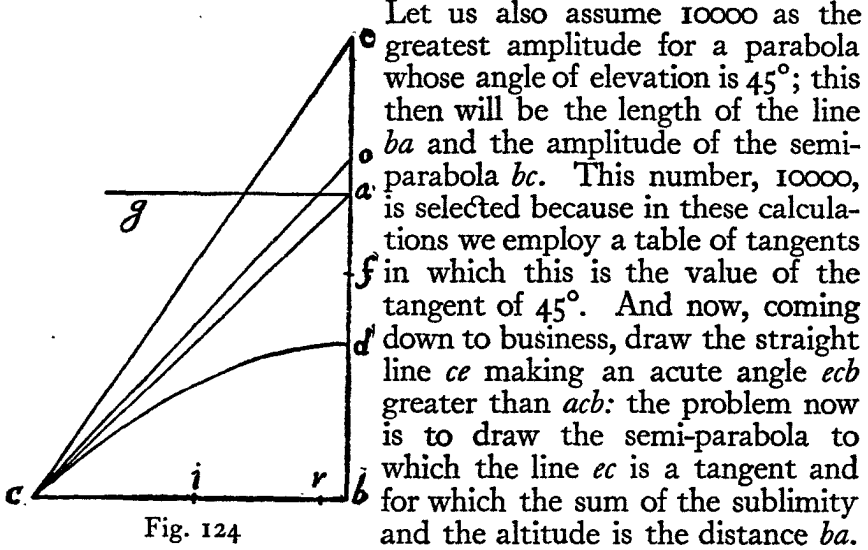 Let us also assume 10000 as the
greatest amplitude for a parabola
whose angle of elevation is 45°; this
then will be the length of the line
ba and the amplitude of the semi-
parabola bc. This number, 10000,
is selected because in these calcula-
tions we employ a table of tangents
in which this is the value of the
tangent of 45°. And now, coming
down to business, draw the straight
line ce making an acute angle ecb
greater than acb: the problem now
is to draw the semi-parabola to
which the line ec is a tangent and
for which the sum of the sublimity
and the altitude is the distance ba.
e
o
a
g
f
d
c
i
r
b
Fig. 124